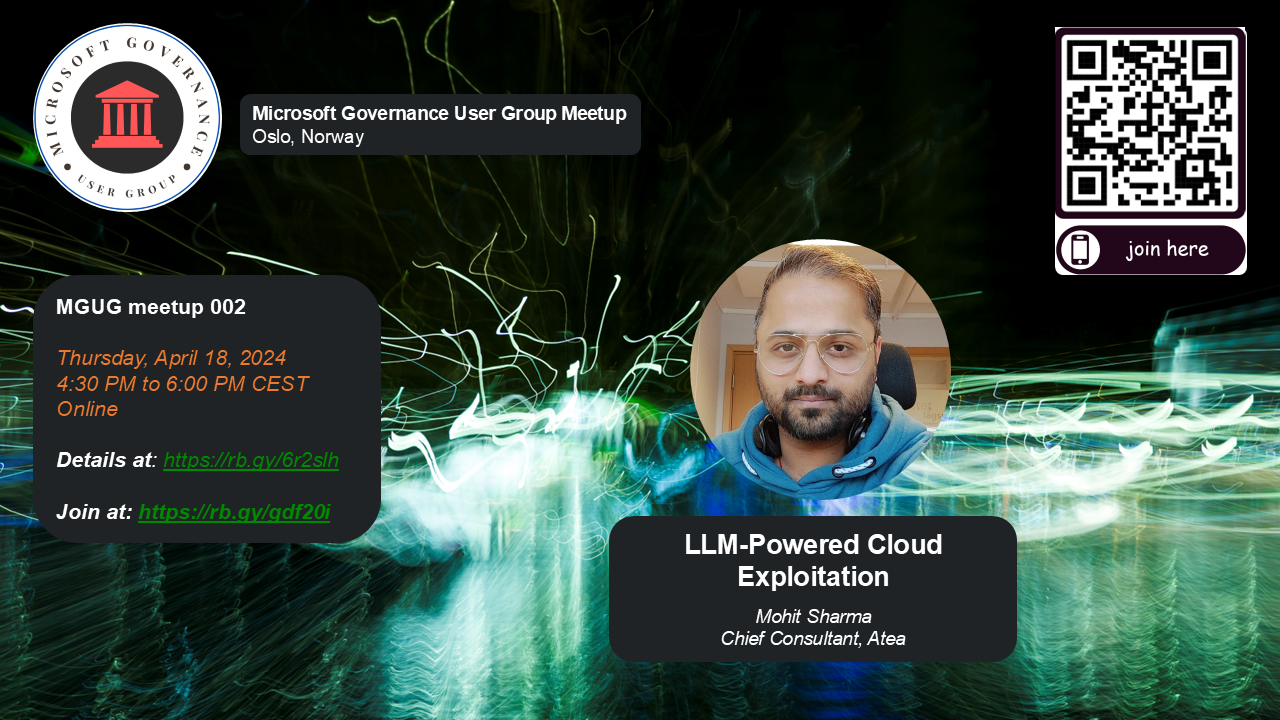 MICROSOFT GOVERNANCE
• USER GROUP •
Microsoft Governance User Group Meetup
Oslo, Norway
join here
MGUG meetup 002
Thursday, April 18, 2024
4:30 PM to 6:00 PM CEST
Online
Details at: https://rb.gy/6r2slh
Join at: https://rb.gy/gdf20i
LLM-Powered Cloud
Exploitation
Mohit Sharma
Chief Consultant, Atea